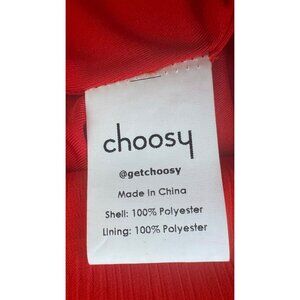 choosy
@getchoosy
Made in China
Shell: 100% Polyester
Lining: 100% Polyester